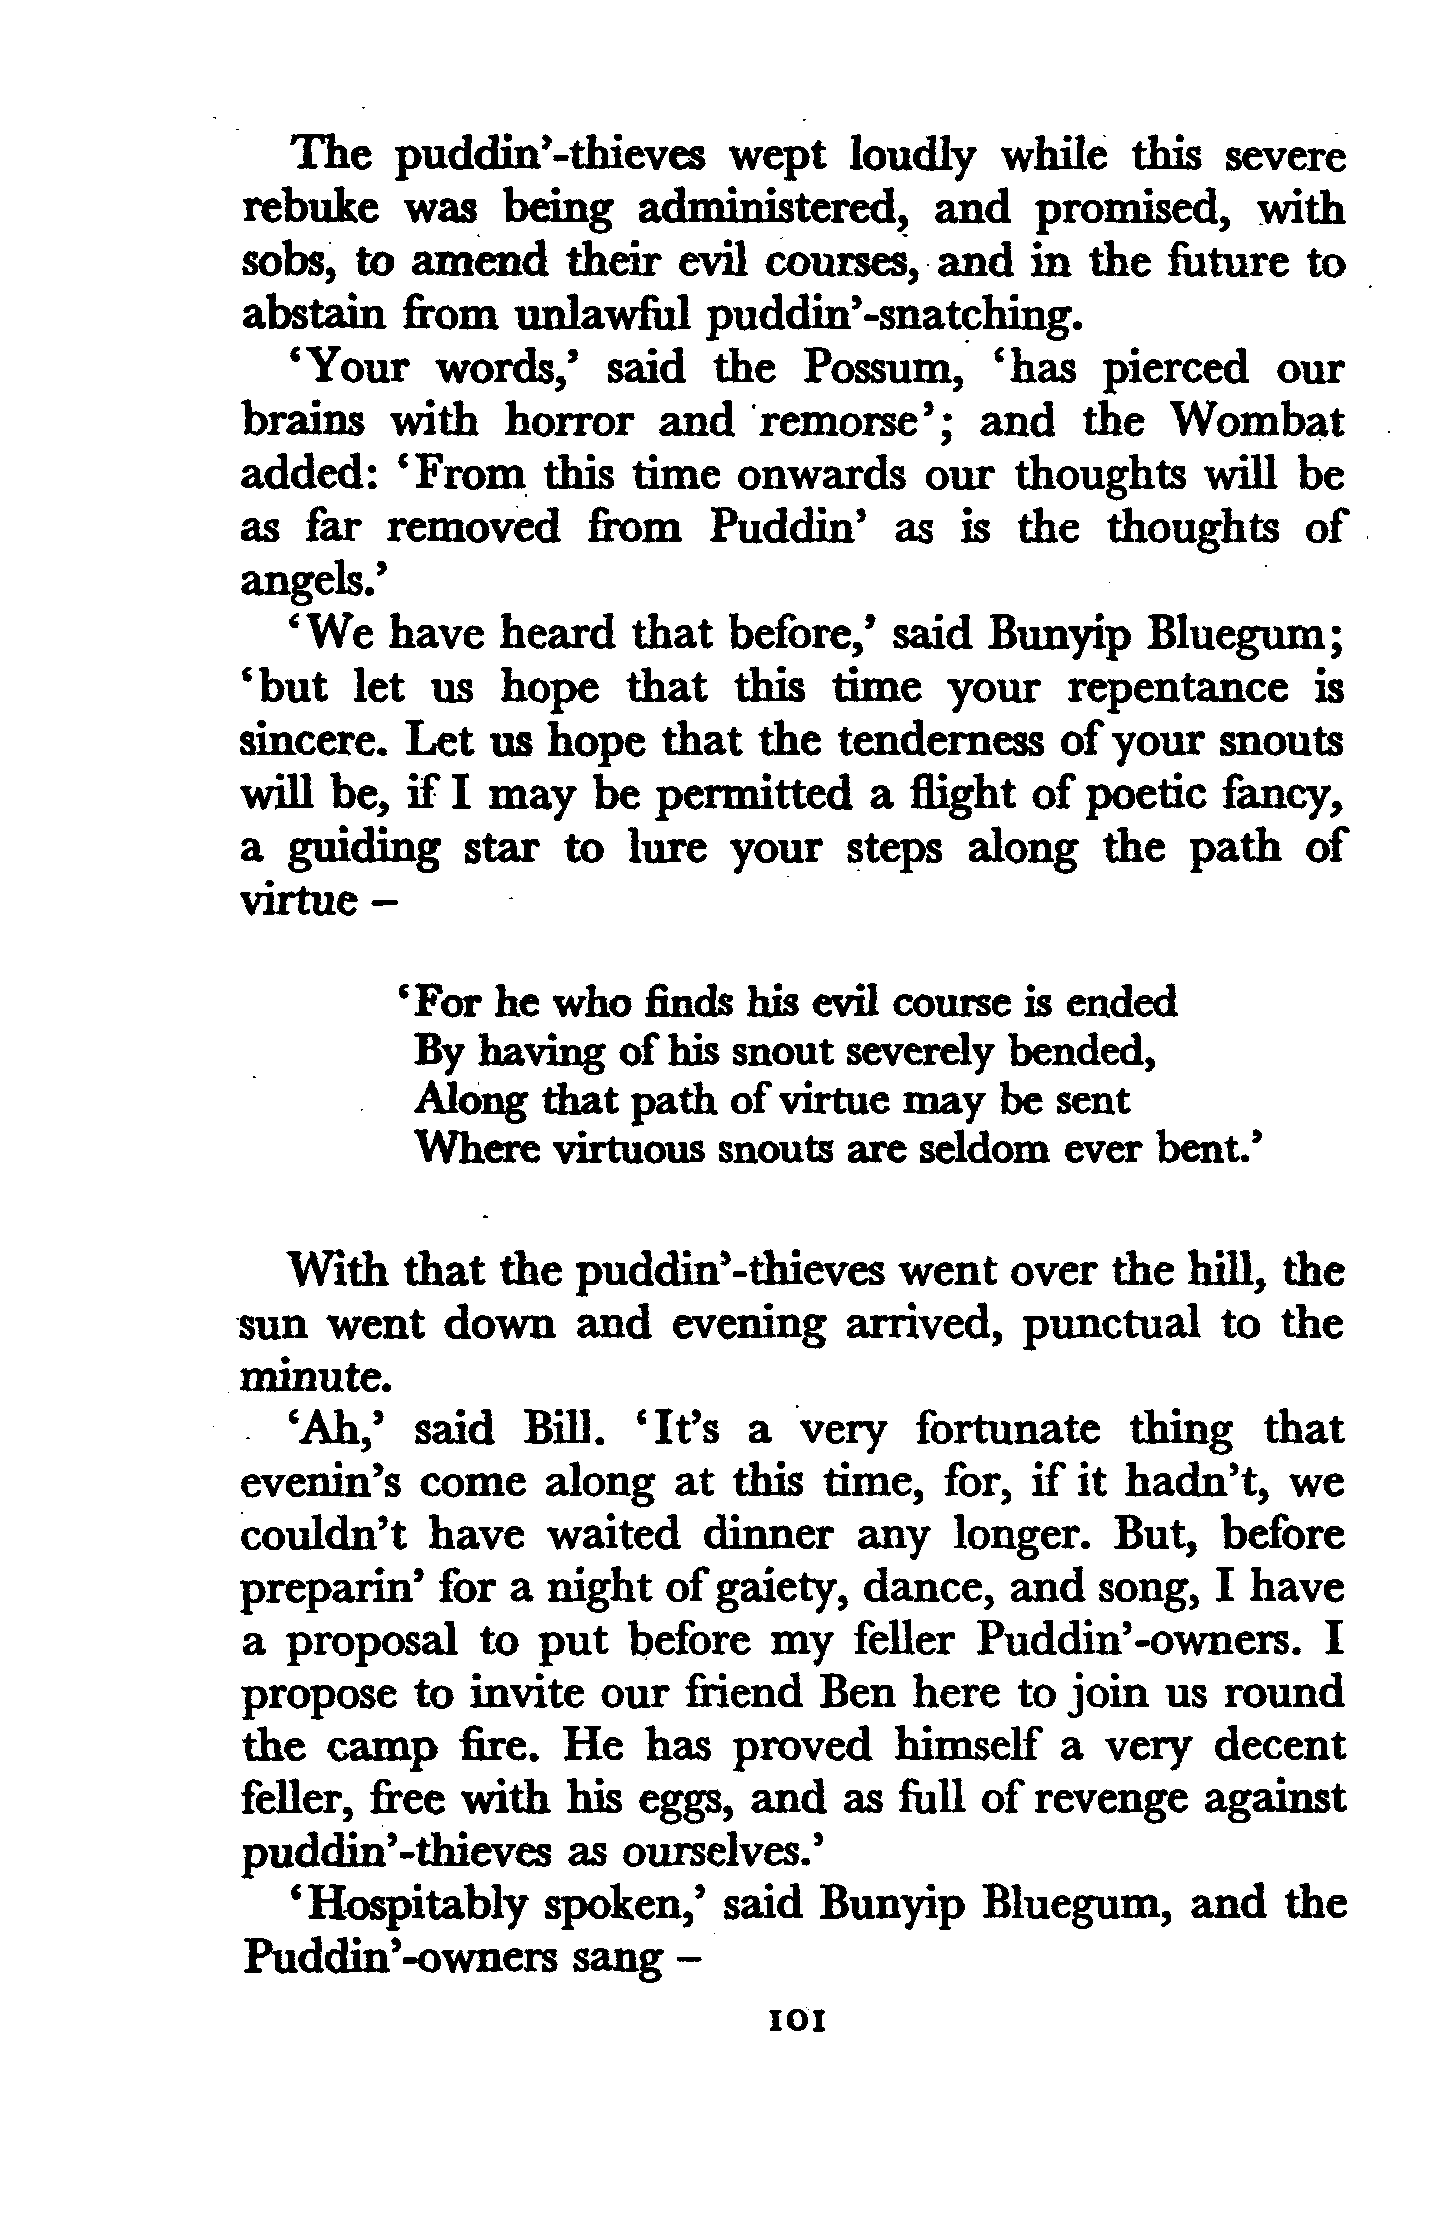 The puddin’-thieves wept loudly while this severe
rebuke was being administered, and promised, with
sobs, to amend their evil courses, and in the future to
abstain from unlawful puddin’-snatching.
‘Your words,’ said the Possum, ‘has pierced our
brains with horror and remorse’; and the Wombat
added: ‘From this time onwards our thoughts will be
as far removed from Puddin’ as is the thoughts of
angels.’
‘We have heard that before,’ said Bunyip Bluegum;
‘but let us hope that this time your repentance is
sincere. Let us hope that the tenderness of your snouts
will be, if I may be permitted a flight of poetic fancy,
a guiding star to lure your steps along the path of
virtue –
‘For he who finds his evil course is ended
By having of his snout severely bended,
Along that path of virtue may be sent
Where virtuous snouts are seldom ever bent.’
With that the puddin’-thieves went over the hill, the
sun went down and evening arrived, punctual to the
minute.
‘Ah,’ said Bill. ‘It’s a very fortunate thing that
evenin’s come along at this time, for, if it hadn’t, we
couldn’t have waited dinner any longer. But, before
preparin’ for a night of gaiety, dance, and song, I have
a proposal to put before my feller Puddin’-owners. I
propose to invite our friend Ben here to join us round
the camp fire. He has proved himself a very decent
feller, free with his eggs, and as full of revenge against
puddin’-thieves as ourselves.’
‘Hospitably spoken,’ said Bunyip Bluegum, and the
Puddin’-owners sang –
101